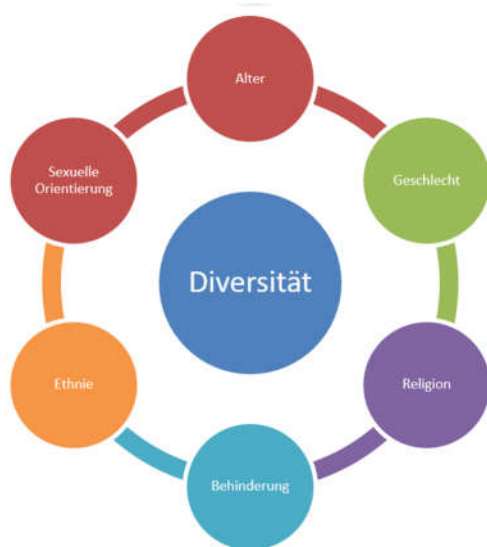 Alter
Sexuelle
Orientierung
Geschlecht
Diversität
Ethnie
Religion
Behinderung